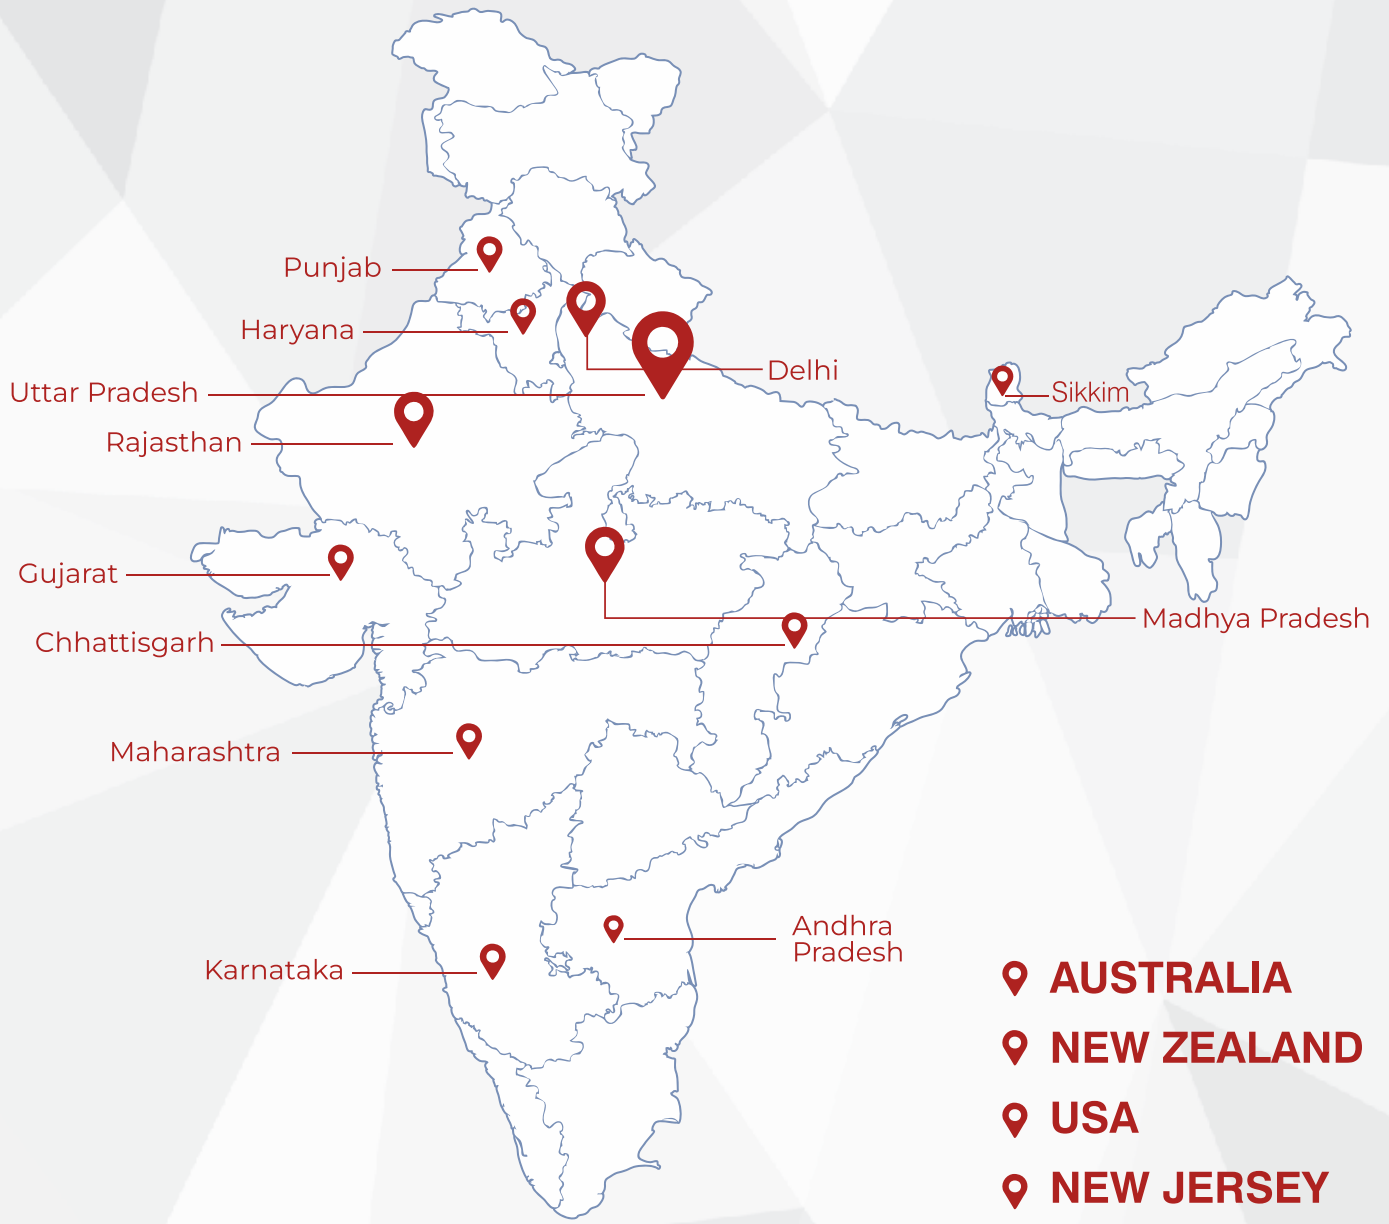 Punjab
Haryana
Delhi
Uttar Pradesh
Sikkim
Rajasthan
Gujarat
Madhya Pradesh
Chhattisgarh
Maharashtra
Andhra
Pradesh
Karnataka
AUSTRALIA
NEW ZEALAND
USA
NEW JERSEY